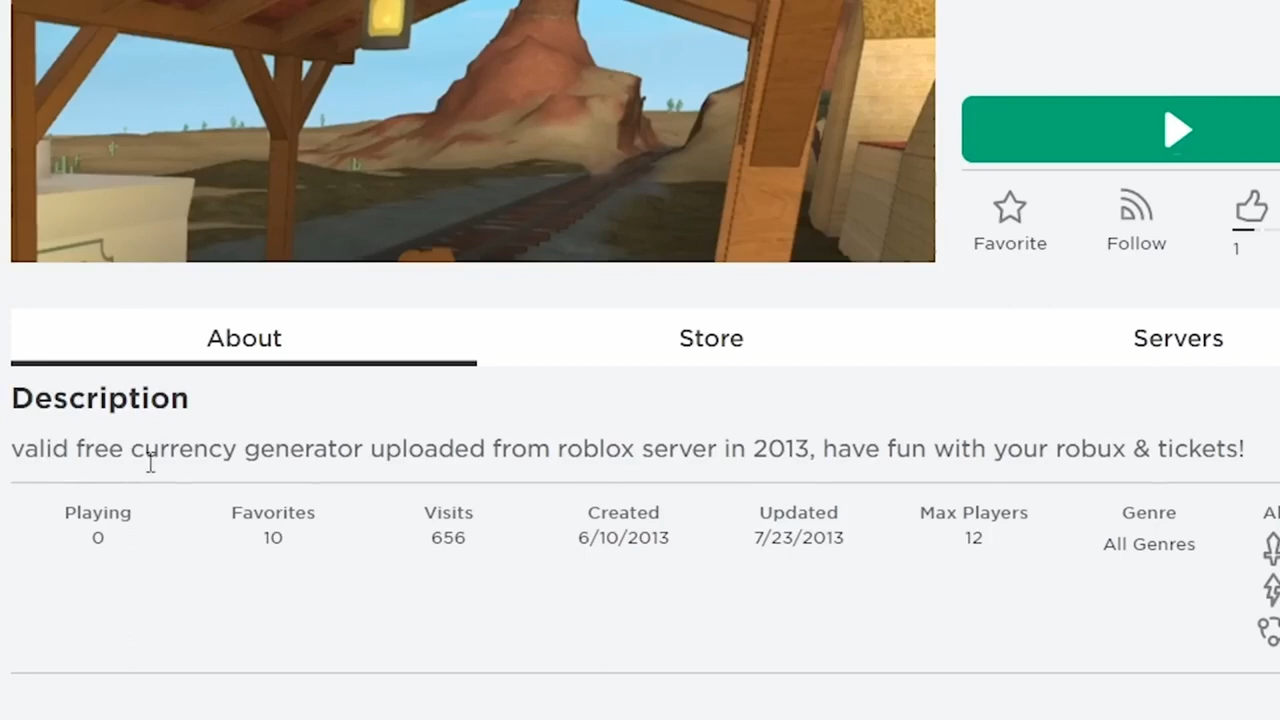 Favorite
Follow
1
About
Store
Servers
Description
valid free currency generator uploaded from roblox server in 2013, have fun with your robux & tickets!
Playing
Favorites
Visits
Created
Updated
Max Players
Genre
0
10
656
6/10/2013
7/23/2013
12
All Genres